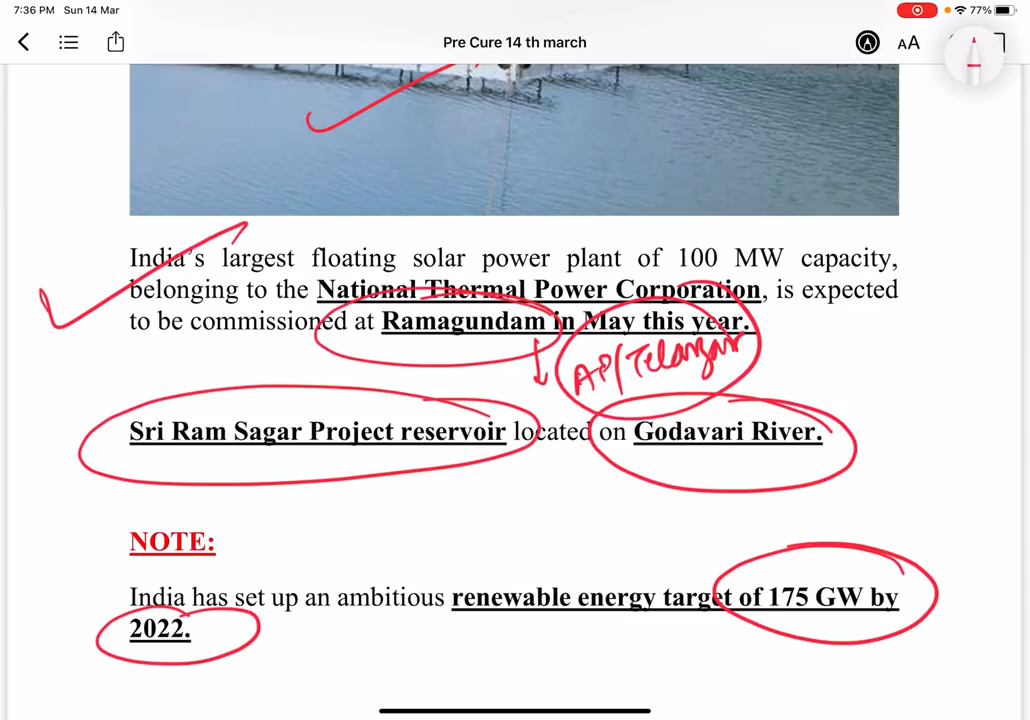 7:36 PM Sun 14 Mar
77%
Pre Cure 14 th march
AA
India's largest floating solar power plant of 100 MW capacity,
belonging to the National Thermal Power Corporation, is expected
to be commissioned at Ramagundam in May this year.
AP/Telangan
Sri Ram Sagar Project reservoir located on Godavari River.
NOTE:
India has set up an ambitious renewable energy target of 175 GW by
2022.